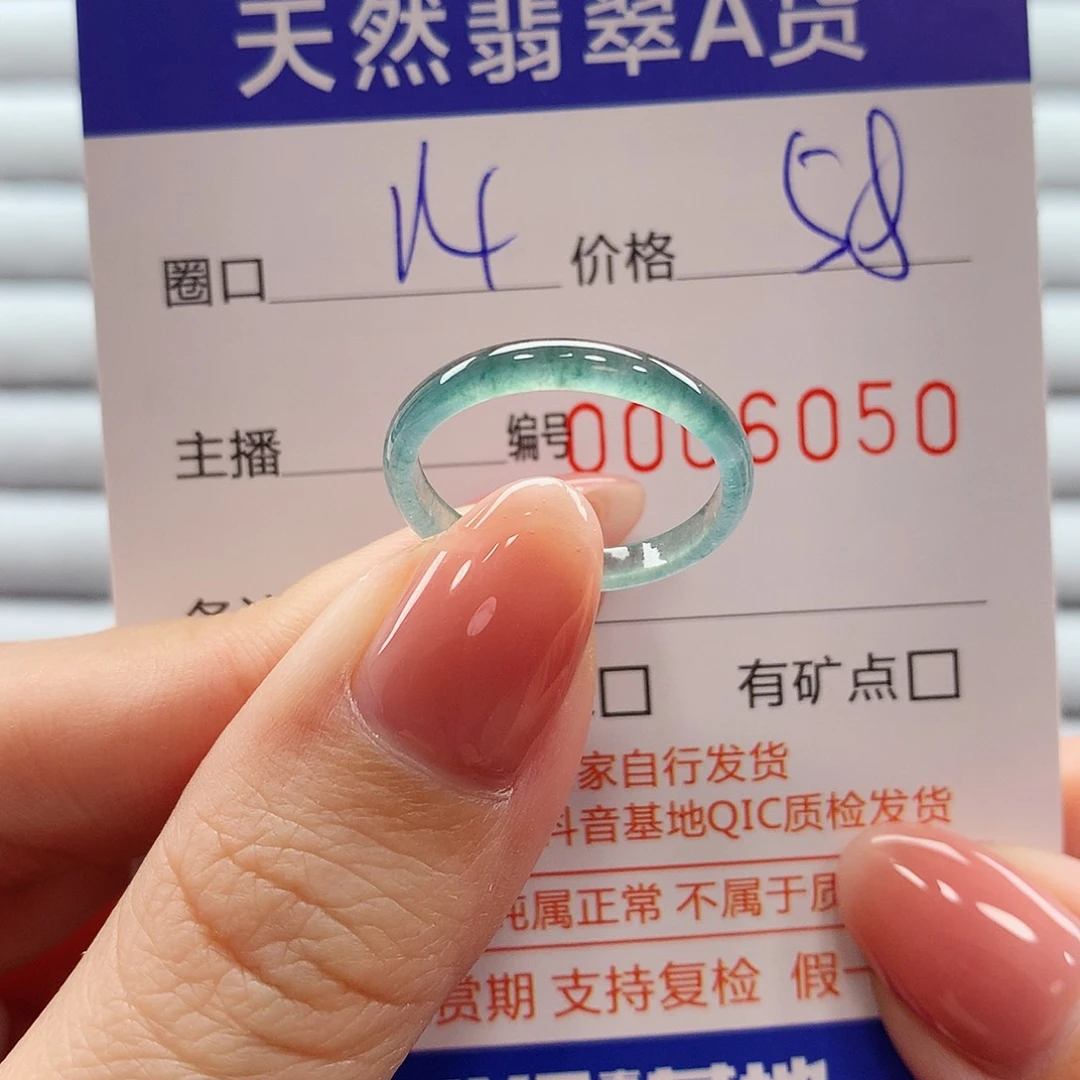 天然翡翠A货
圈口 14 价格 58
主播 编号 0006050
有矿点□
家自行发货
抖音基地QIC质检发货
纯属正常 不属于质
赏期 支持复检 假一